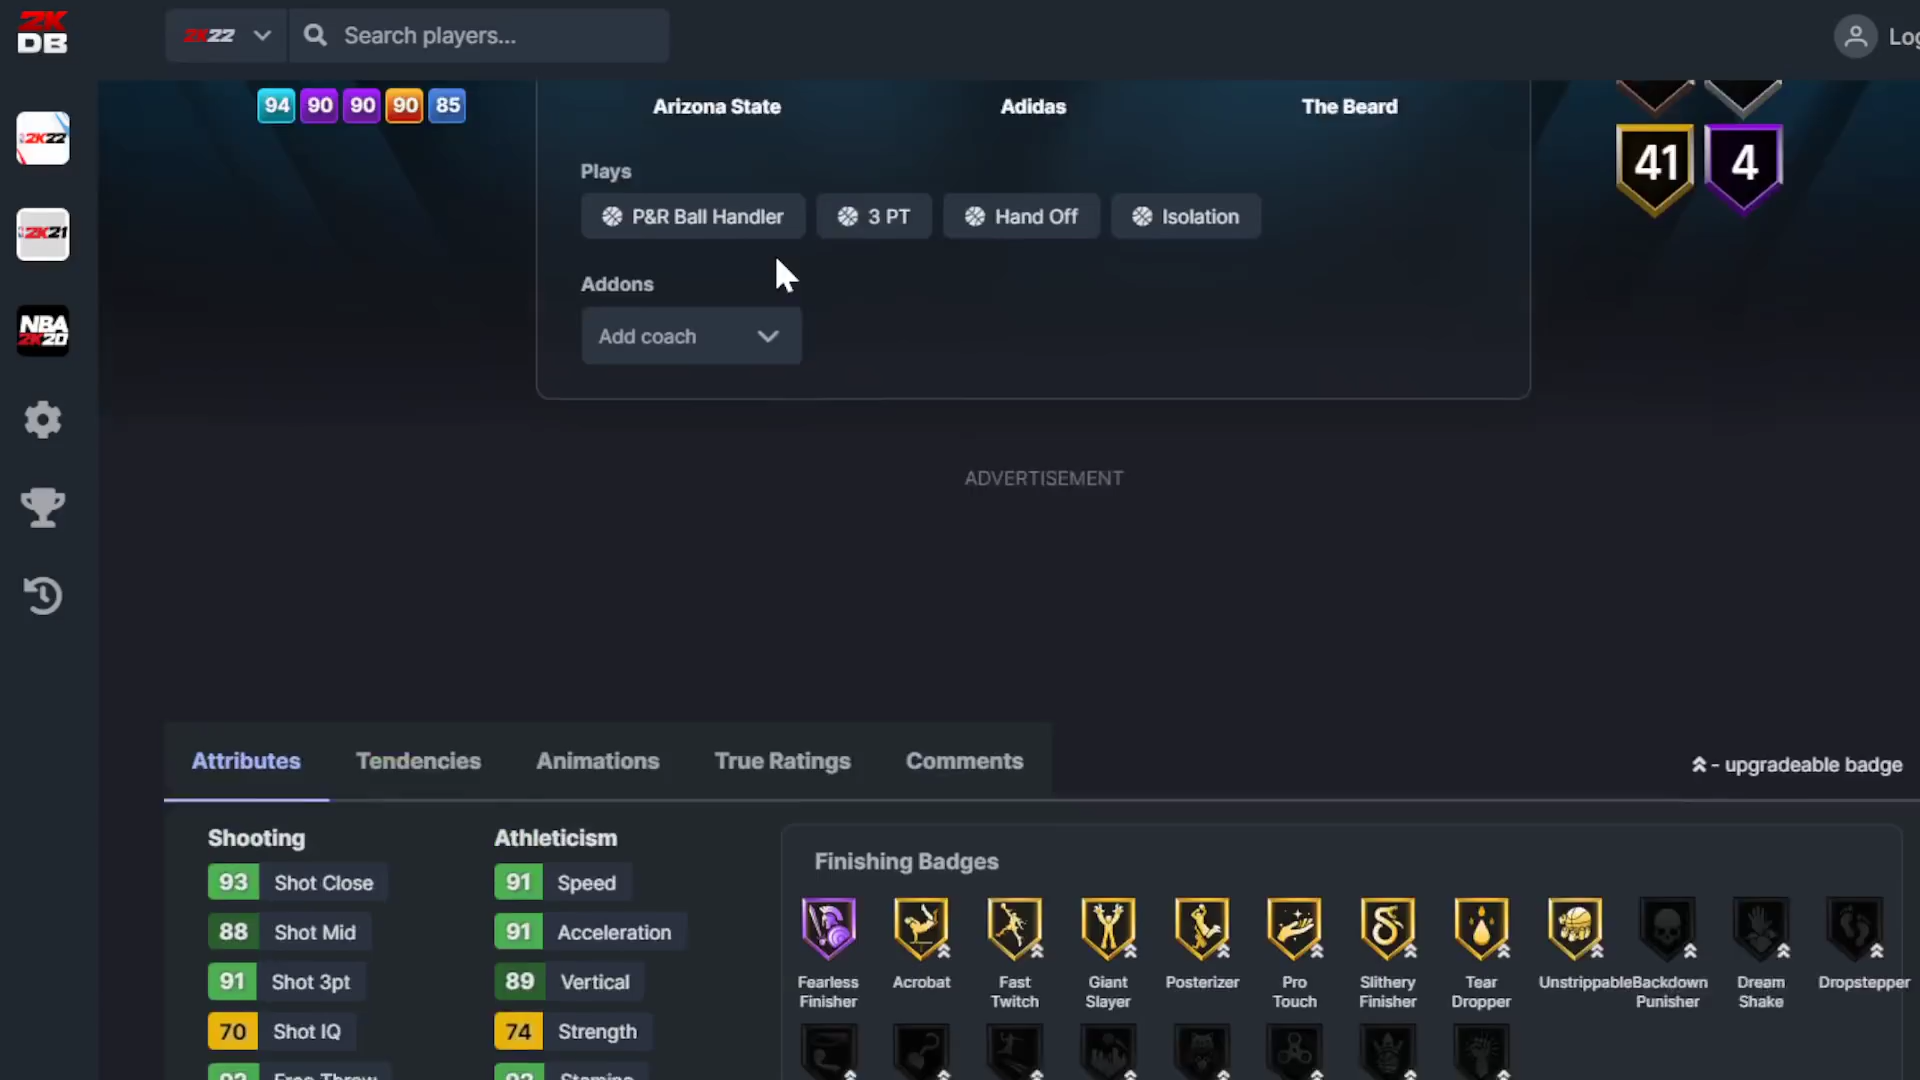 2K
DB
2K22
Search players...
Log
2K22
2K21
NBA
2K20
94 90 90 90 85
Arizona State
Adidas
The Beard
41
4
Plays
P&R Ball Handler
3 PT
Hand Off
Isolation
Addons
Add coach
ADVERTISEMENT
Attributes
Tendencies
Animations
True Ratings
Comments
- upgradeable badge
Shooting
93 Shot Close
88 Shot Mid
91 Shot 3pt
70 Shot IQ
Free Throw
Athleticism
91 Speed
91 Acceleration
89 Vertical
74 Strength
Stamina
Finishing Badges
Fearless
Finisher
Acrobat
Fast
Twitch
Giant
Slayer
Posterizer
Pro
Touch
Slithery
Finisher
Tear
Dropper
Unstrippable
Backdown
Punisher
Dream
Shake
Dropstepper